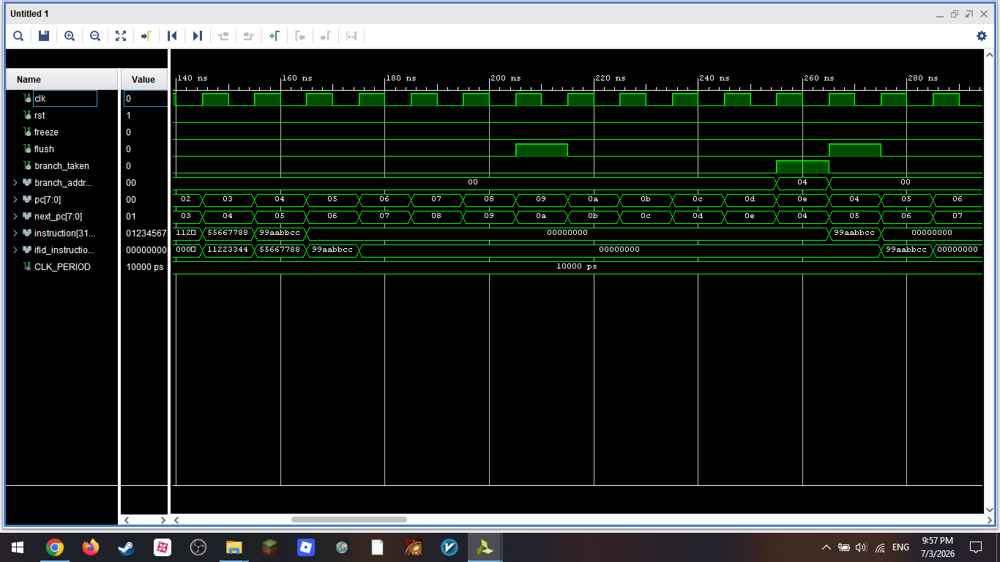 Untitled 1
Name Value
140 ns 160 ns 180 ns 200 ns 220 ns 240 ns 260 ns 280 ns
clk 0
rst 1
freeze 0
flush 0
branch_taken 0
branch_addr... 00 00 04 00
pc[7:0] 00 02 03 04 05 06 07 08 09 0a 0b 0c 0d 0e 04 05 06
next_pc[7:0] 01 03 04 05 06 07 08 09 0a 0b 0c 0d 0e 04 05 06 07
instruction[31... 01234567 112 55667788 99aabbcc 00000000 99aabbcc 00000000
ifid_instructio... 00000000 000 11223344 55667788 99aabbcc 00000000 99aabbcc 00000000
CLK_PERIOD 10000 ps 10000 ps
ENG
9:57 PM
7/3/2026